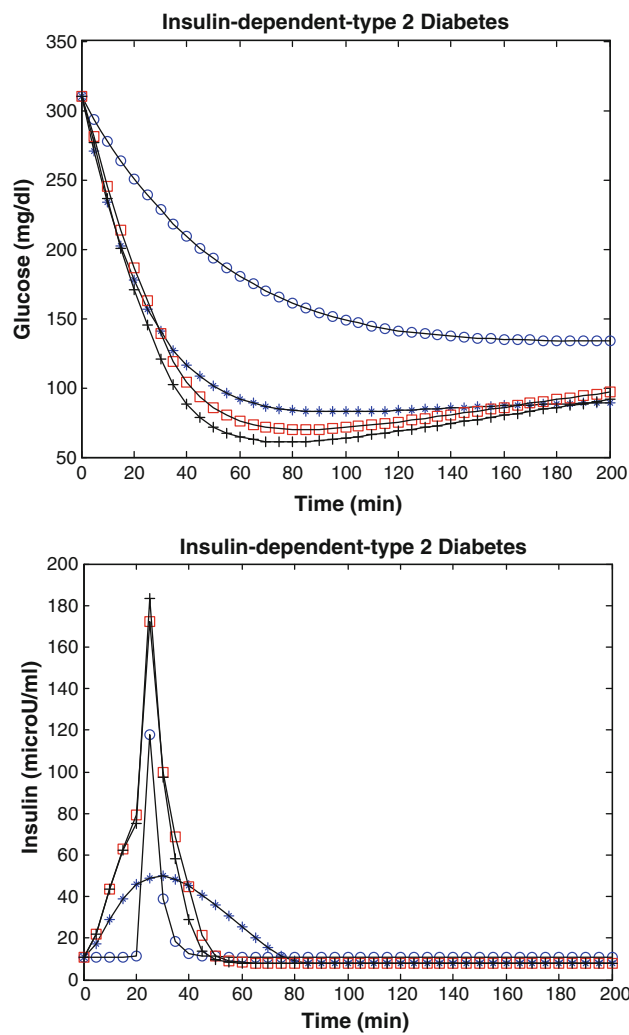 Insulin-dependent-type 2 Diabetes
350
300
250
200
150
100
50
Glucose (mg/dl)
0 20 40 60 80 100 120 140 160 180 200
Time (min)
Insulin-dependent-type 2 Diabetes
200
180
160
140
120
100
80
60
40
20
0
Insulin (microU/ml)
0 20 40 60 80 100 120 140 160 180 200
Time (min)